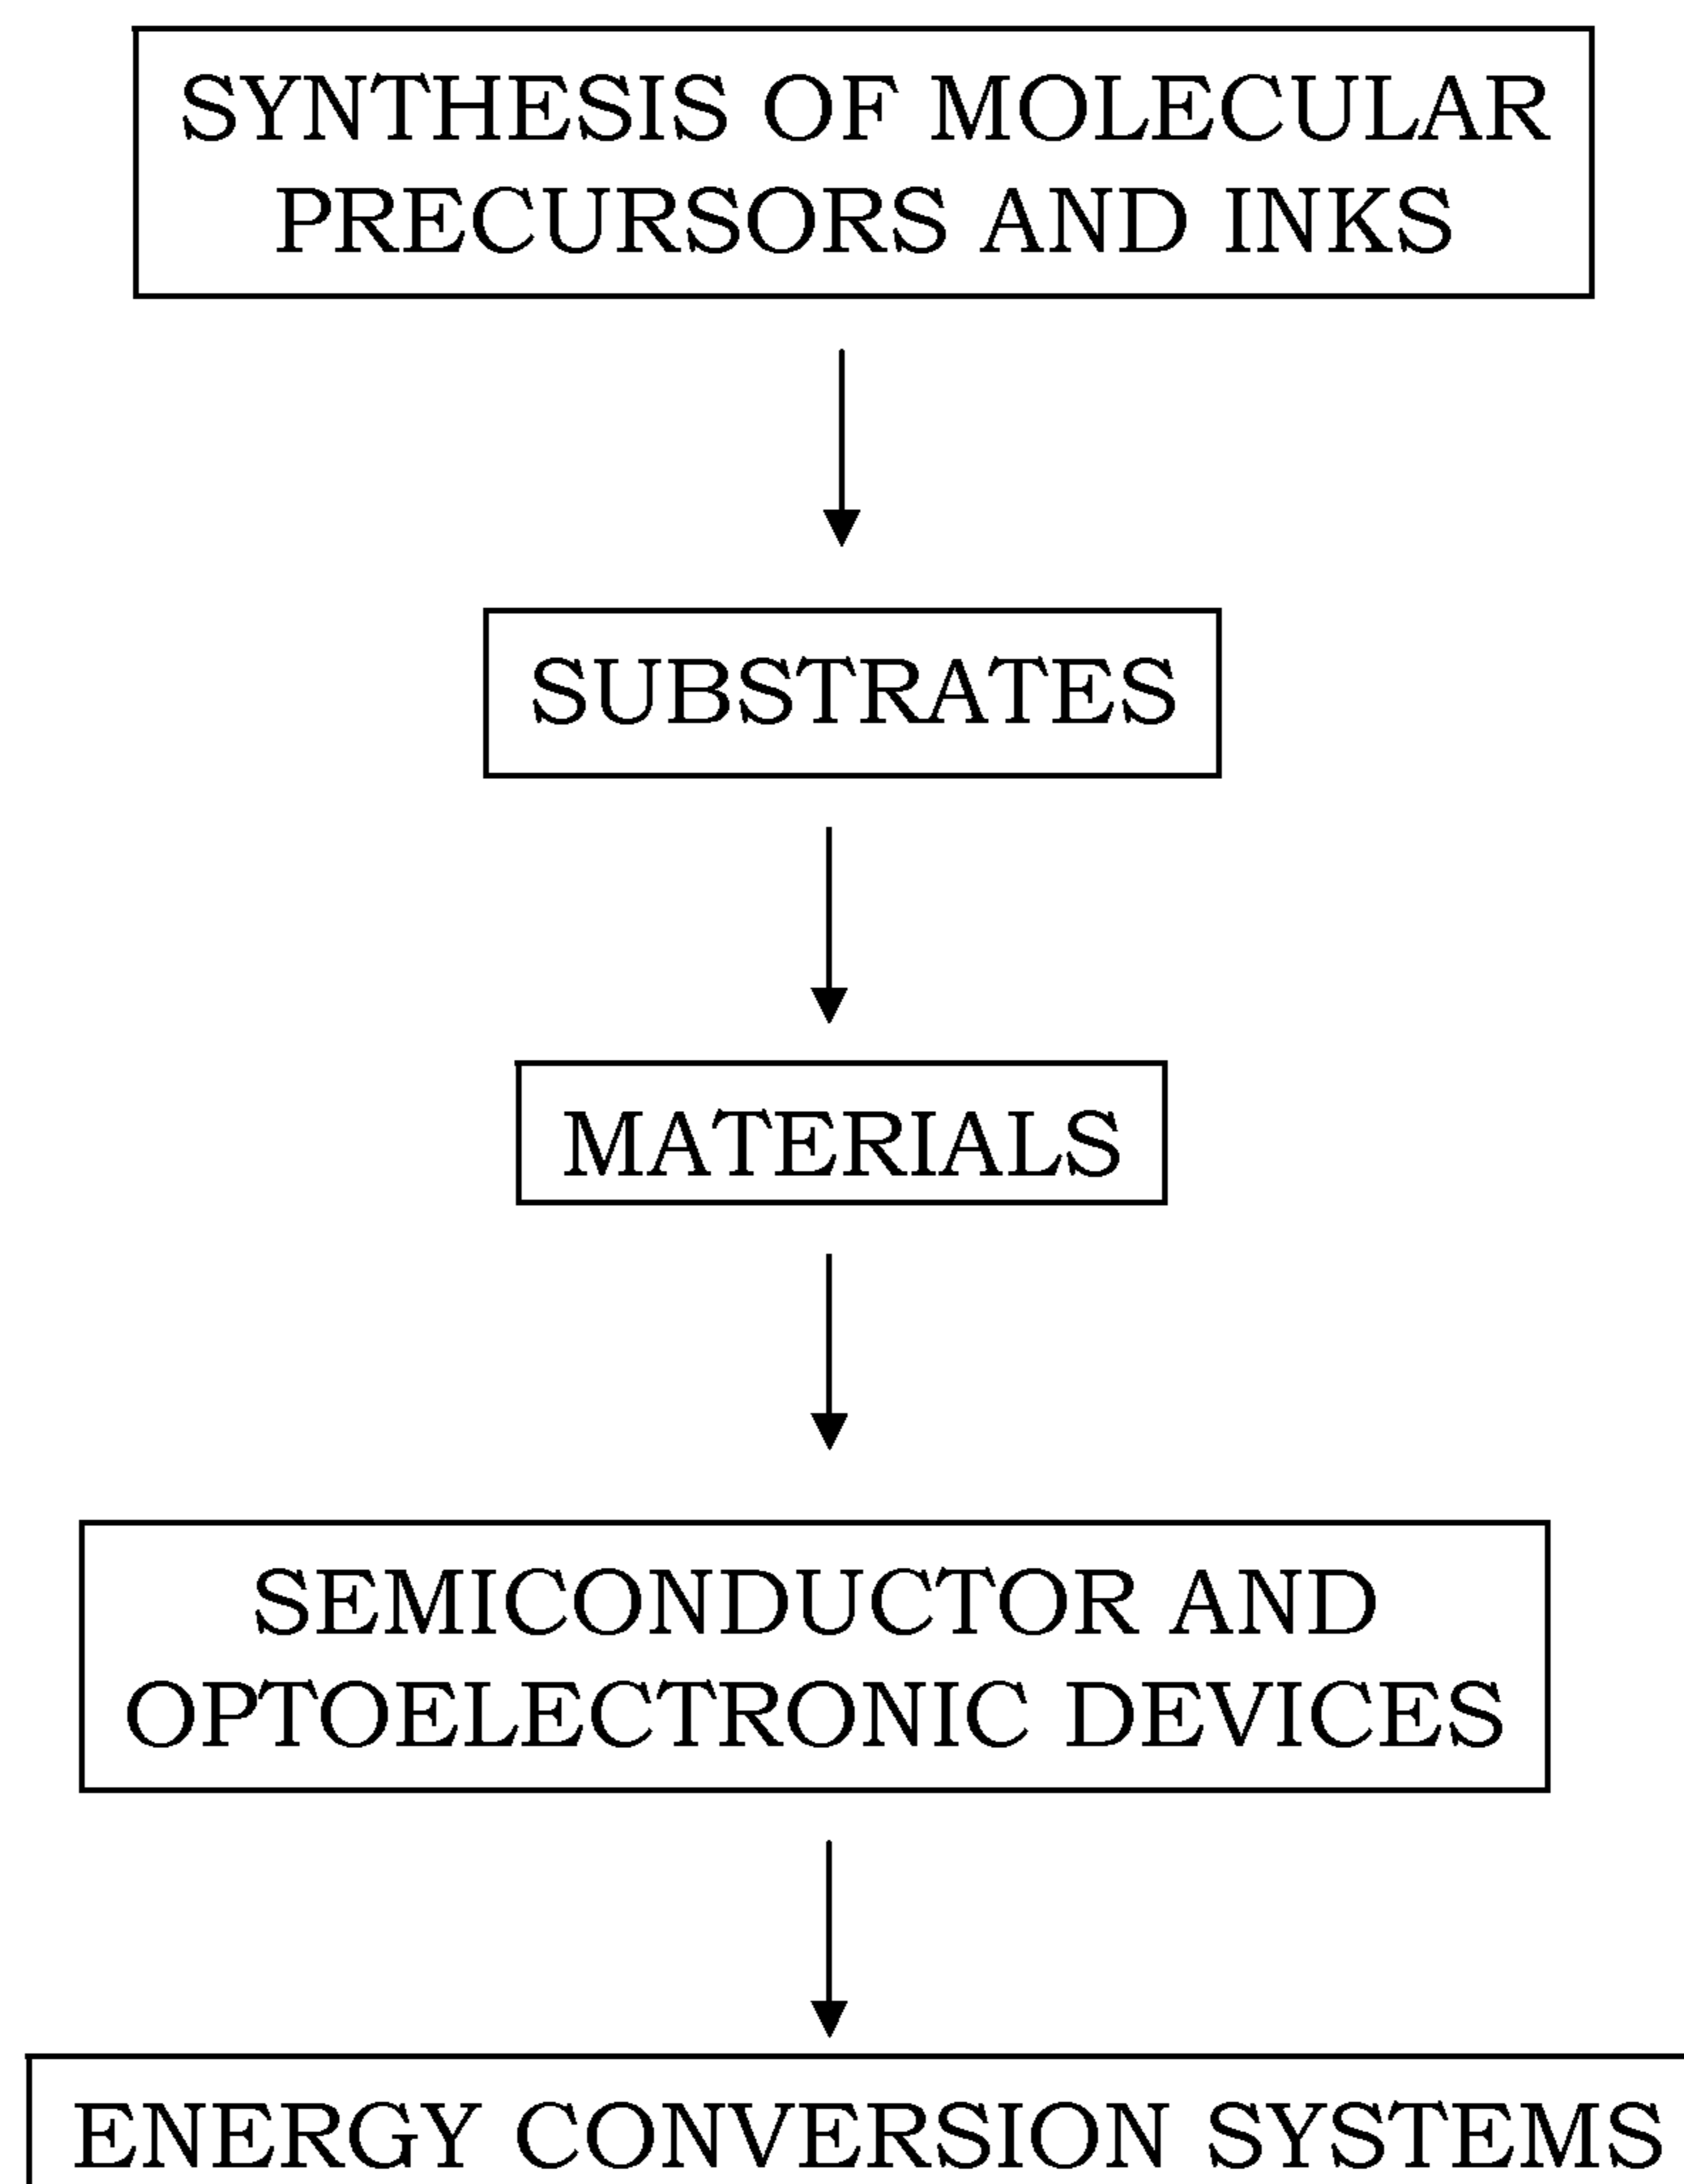 SYNTHESIS OF MOLECULAR
PRECURSORS AND INKS
SUBSTRATES
MATERIALS
SEMICONDUCTOR AND
OPTOELECTRONIC DEVICES
ENERGY CONVERSION SYSTEMS